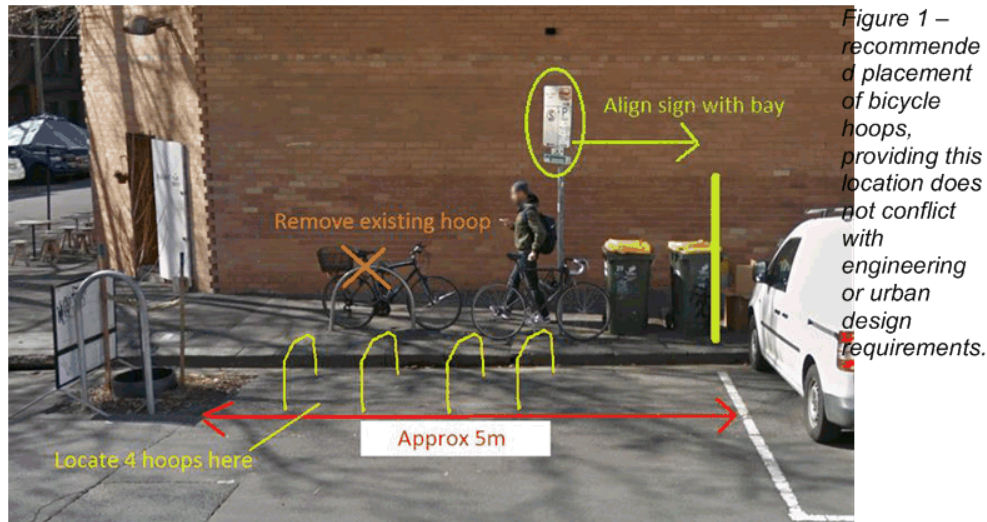 Align sign with bay
Remove existing hoop
P
Approx 5m
Locate 4 hoops here
Figure 1 –
recommende
d placement
of bicycle
hoops,
providing this
location does
not conflict
with
engineering
or urban
design
requirements.